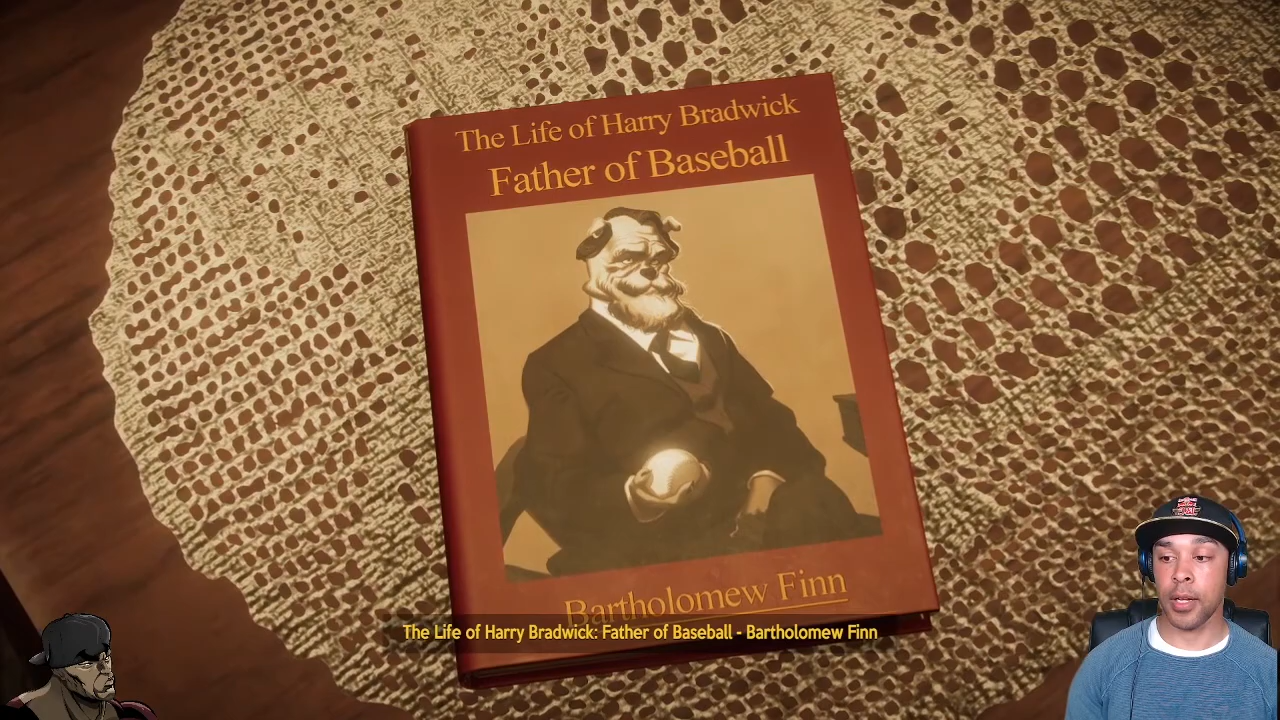 The Life of Harry Bradwick
Father of Baseball
Bartholomew Finn
The Life of Harry Bradwick: Father of Baseball - Bartholomew Finn